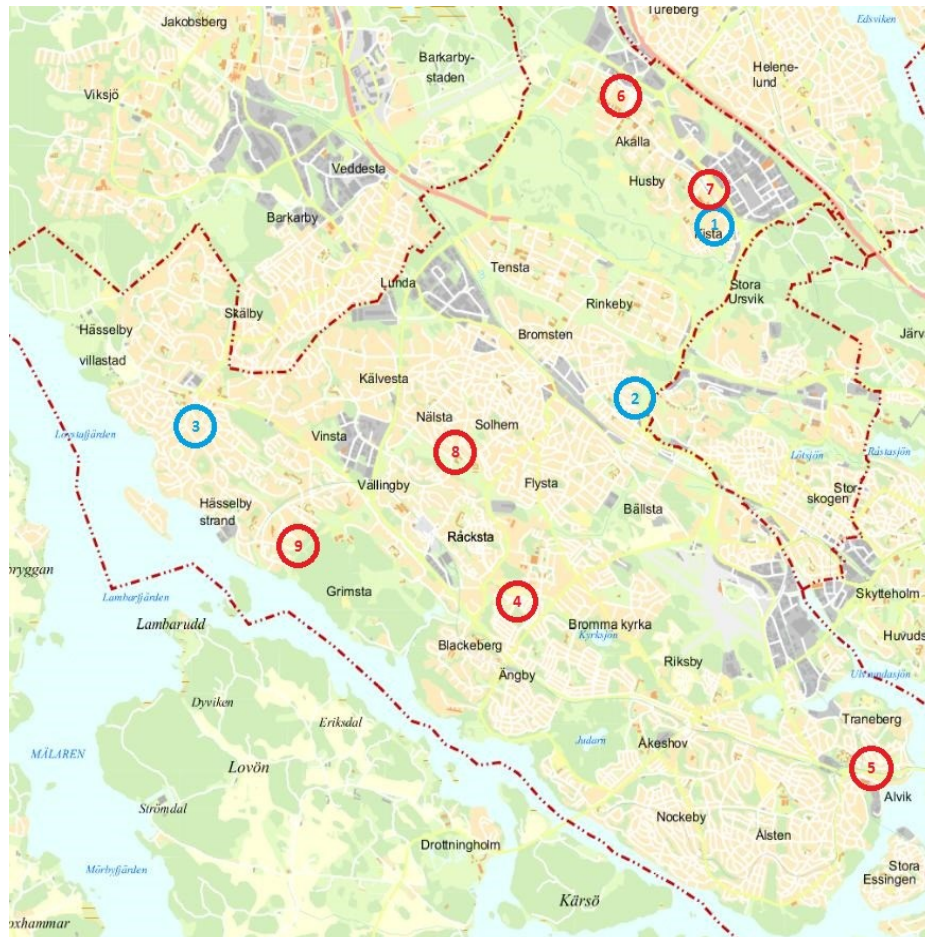 Jakobsberg
Tureberg
Edsviken
Barkarby-
staden
Helene-
lund
Viksjö
6
Akalla
Veddesta
Husby
7
Barkarby
1
Kista
Tensta
Lunda
Stora
Ursvik
Rinkeby
Skälby
Hässelby
villastad
Bromsten
Järv
Kälvesta
2
Nälsta
Solhem
3
Vinsta
8
Lövstafjärden
Lötsjön
Råstasjön
Vällingby
Flysta
Stor
skogen
Hässelby
strand
Bällsta
Råcksta
9
Grimsta
4
Skytteholm
Lambarfjärden
Lambarudd
Bromma kyrka
Kyrksjön
Huvuds
Blackeberg
Riksby
Ängby
Ulvsundasjön
Dyviken
Eriksdal
Traneberg
MÄLAREN
Judarn
Åkeshov
Lovön
5
Alvik
Strömdal
Nockeby
Ålsten
Drottningholm
Mörbyfjärden
Stora
Essingen
Kärsö